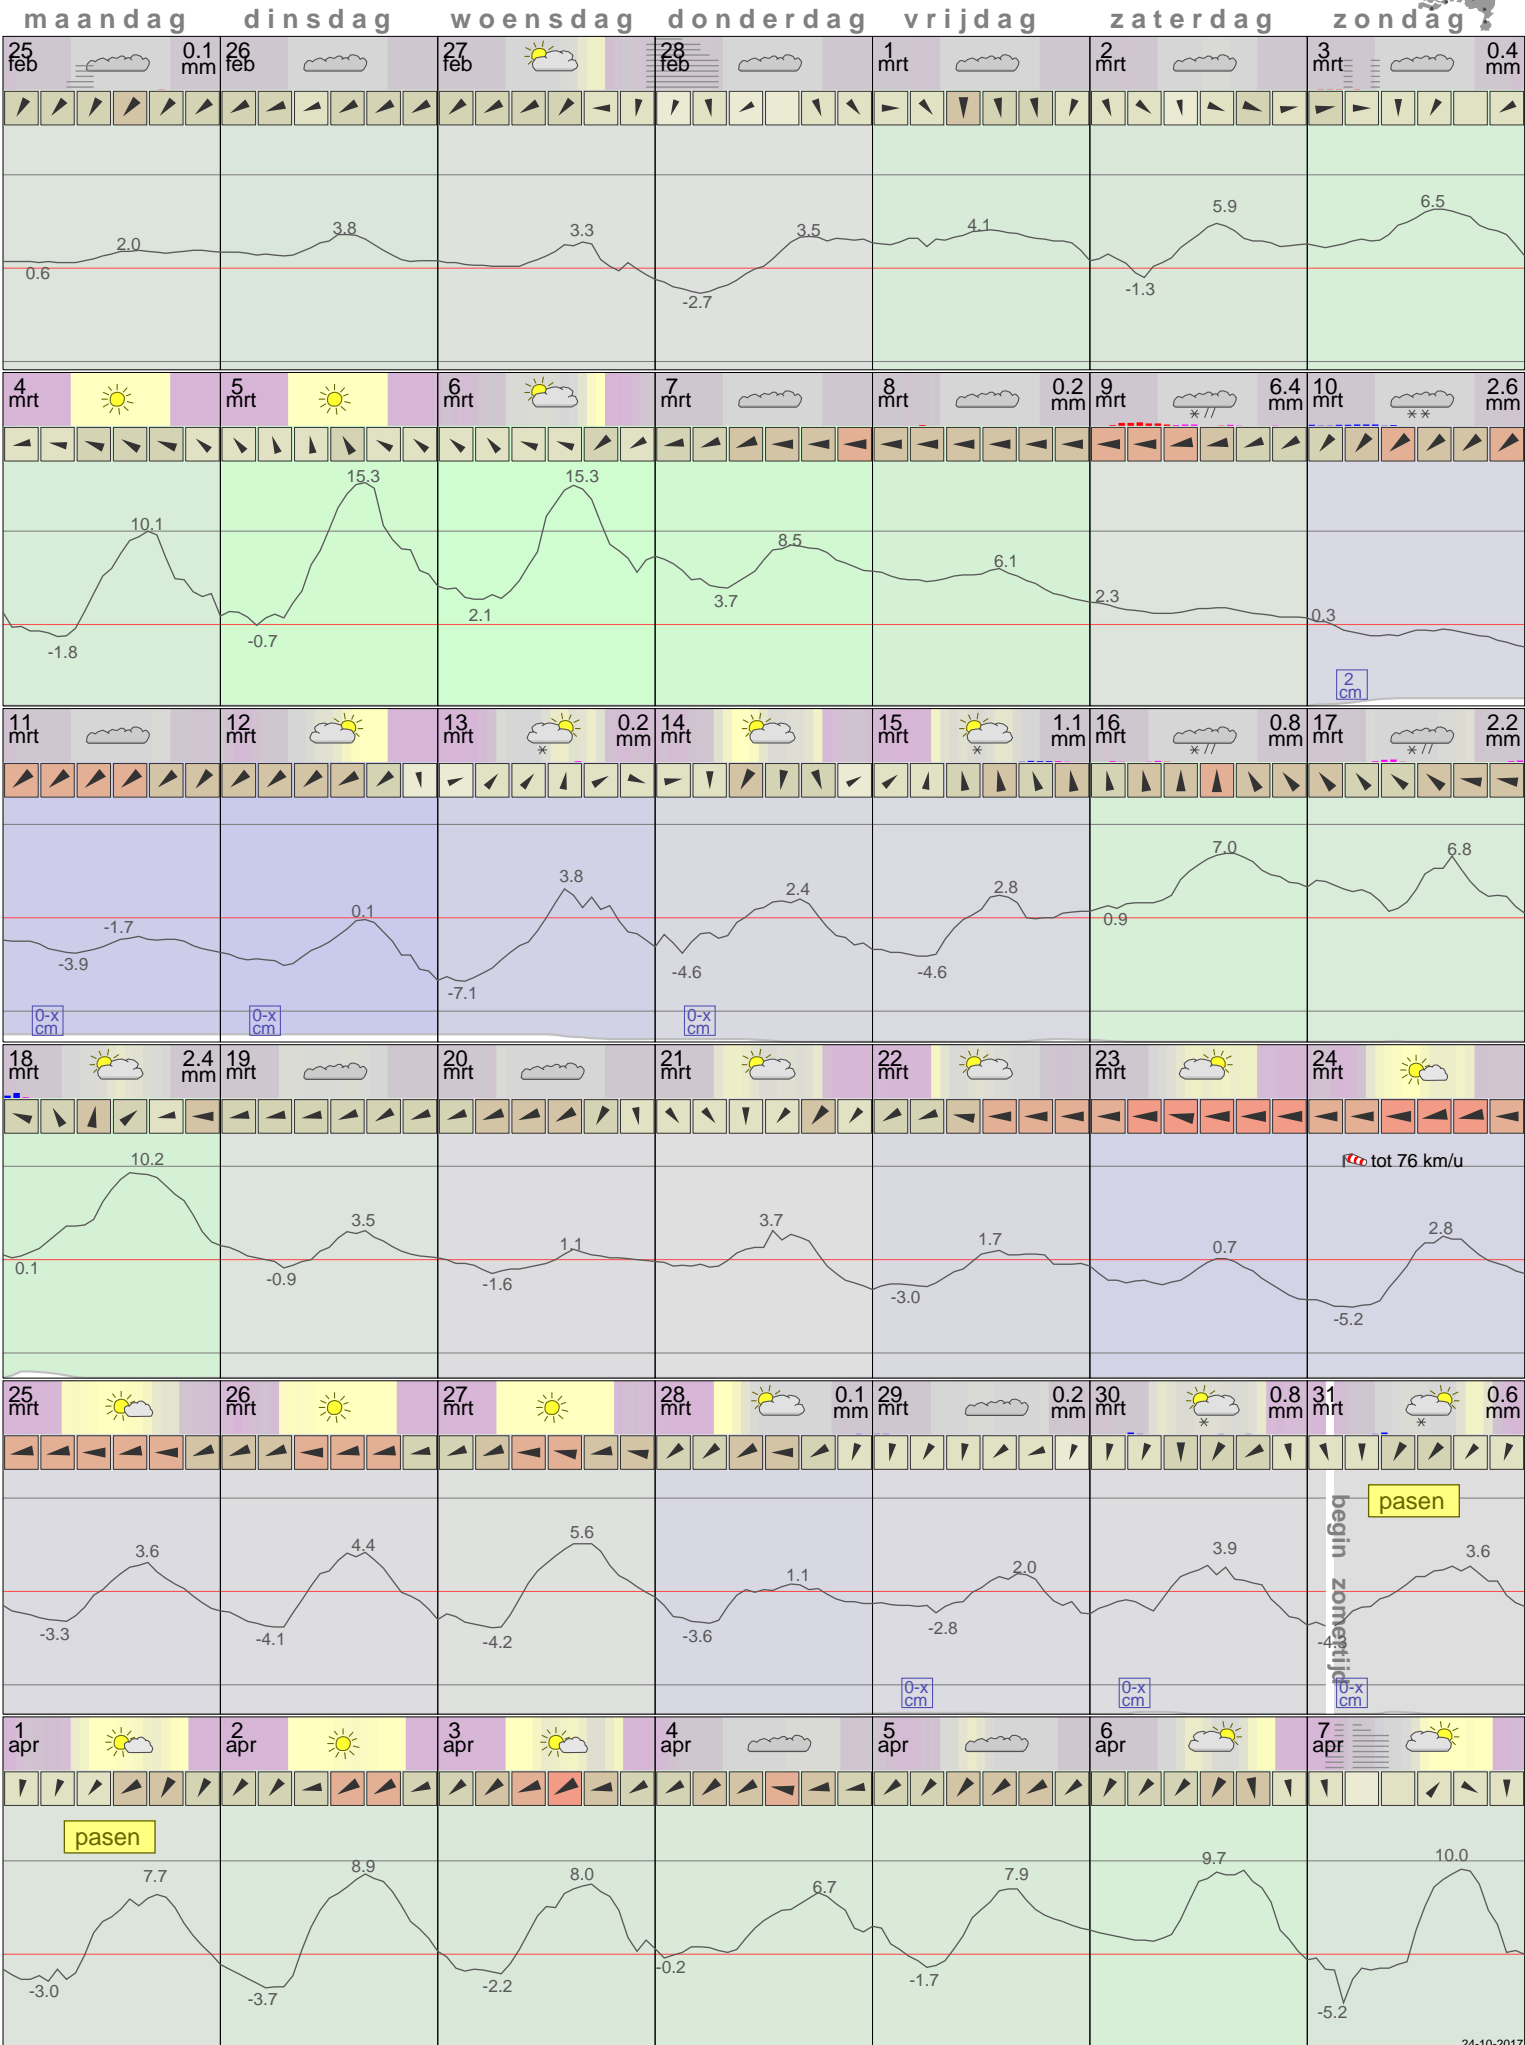 maandag dinsdag woensdag donderdag vrijdag zaterdag zondag
25 feb 0.1 mm 26 feb 27 feb 28 feb 1 mrt 2 mrt 3 mrt 0.4 mm
2.0 3.8 3.3 3.5 4.1 5.9 6.5
0.6 -2.7 -1.3
4 mrt 5 mrt 6 mrt 7 mrt 8 mrt 0.2 mm 9 mrt 6.4 mm 10 mrt 2.6 mm
10.1 15.3 15.3 8.5 6.1 2.3 0.3
-1.8 -0.7 2.1 3.7
2 cm
11 mrt 12 mrt 13 mrt 0.2 mm 14 mrt 15 mrt 1.1 mm 16 mrt 0.8 mm 17 mrt 2.2 mm
-1.7 0.1 3.8 2.4 2.8 7.0 6.8
-3.9 -7.1 -4.6 -4.6 0.9
0-x cm 0-x cm 0-x cm
18 mrt 2.4 mm 19 mrt 20 mrt 21 mrt 22 mrt 23 mrt 24 mrt
tot 76 km/u
10.2 3.5 1.1 3.7 1.7 0.7 2.8
0.1 -0.9 -1.6 -3.0 -5.2
25 mrt 26 mrt 27 mrt 28 mrt 0.1 mm 29 mrt 0.2 mm 30 mrt 0.8 mm 31 mrt 0.6 mm
pasen
begin zomertijd
3.6 4.4 5.6 1.1 2.0 3.9 3.6
-3.3 -4.1 -4.2 -3.6 -2.8
0-x cm 0-x cm 0-x cm
1 apr 2 apr 3 apr 4 apr 5 apr 6 apr 7 apr
pasen
7.7 8.9 8.0 6.7 7.9 9.7 10.0
-3.0 -3.7 -2.2 -0.2 -1.7 -5.2
24-10-2017